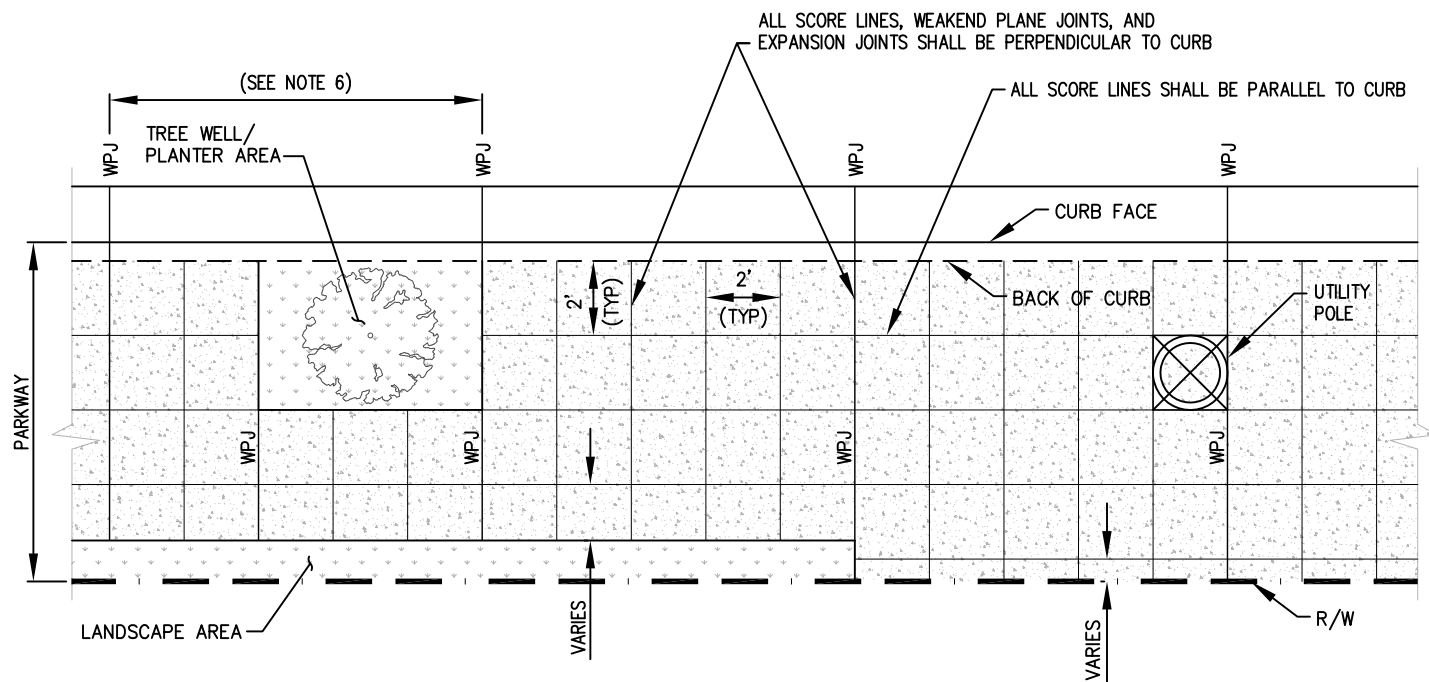 ALL SCORE LINES, WEAKEND PLANE JOINTS, AND
EXPANSION JOINTS SHALL BE PERPENDICULAR TO CURB
(SEE NOTE 6)
ALL SCORE LINES SHALL BE PARALLEL TO CURB
TREE WELL/
PLANTER AREA
WPJ
WPJ
WPJ
WPJ
CURB FACE
2'
(TYP)
2'
(TYP)
BACK OF CURB
UTILITY
POLE
PARKWAY
WPJ
WPJ
WPJ
WPJ
LANDSCAPE AREA
VARIES
VARIES
R/W